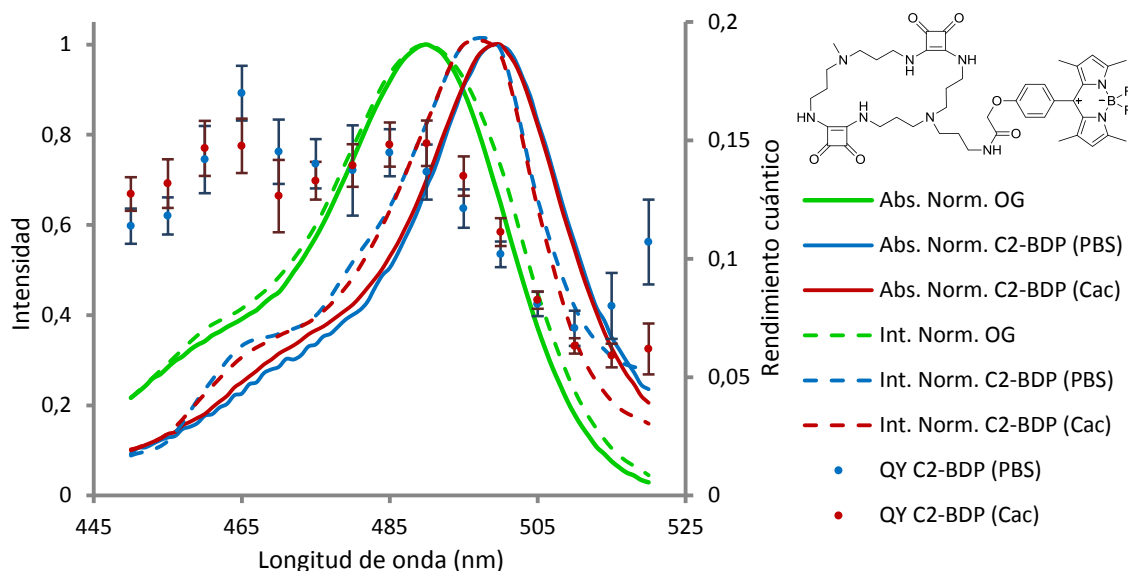 Intensidad
1
0,8
0,6
0,4
0,2
0
445
465
485
505
525
Longitud de onda (nm)
0,2
0,15
0,1
0,05
0
Rendimiento cuántico
O
O
N
N
H
NH
NH
HN
N
O
O
O
NH
O
N
B
N
F
F
+
Abs. Norm. OG
Abs. Norm. C2-BDP (PBS)
Abs. Norm. C2-BDP (Cac)
Int. Norm. OG
Int. Norm. C2-BDP (PBS)
Int. Norm. C2-BDP (Cac)
QY C2-BDP (PBS)
QY C2-BDP (Cac)